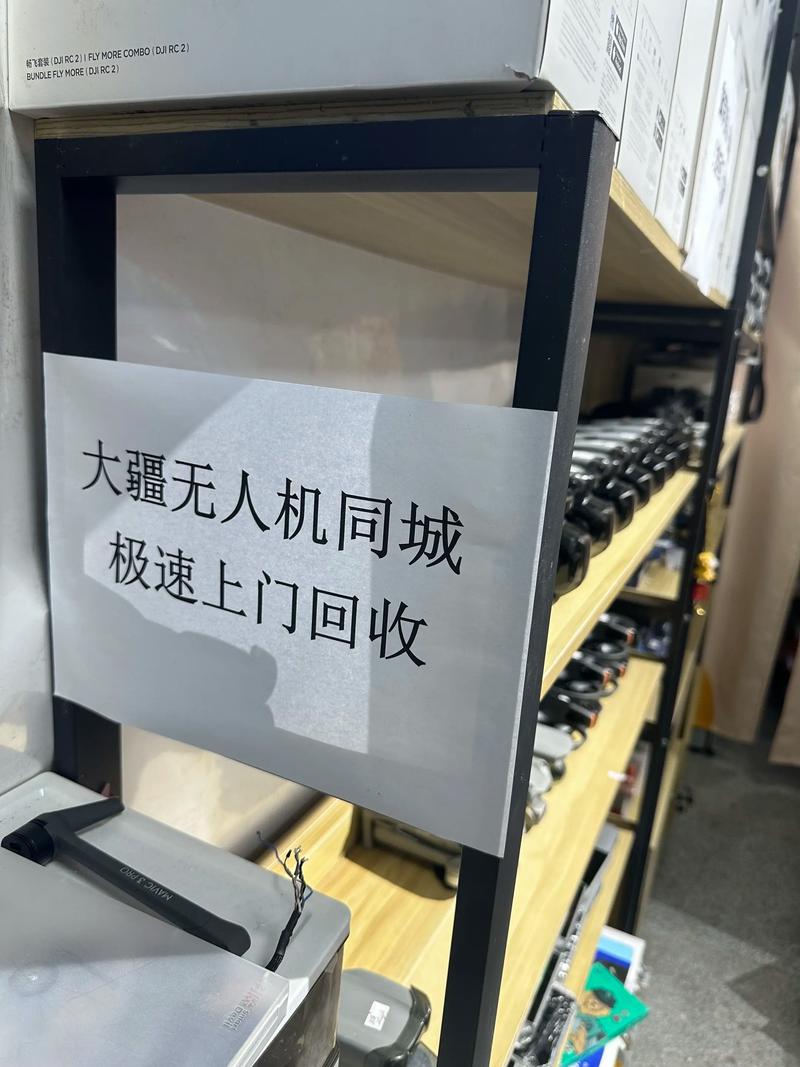 畅飞套装 (DJI RC 2) | FLY MORE COMBO (DJI RC 2)
BUNDLE FLY MORE (DJI RC 2)
大疆无人机同城
极速上门回收
MAVIC 3 PRO